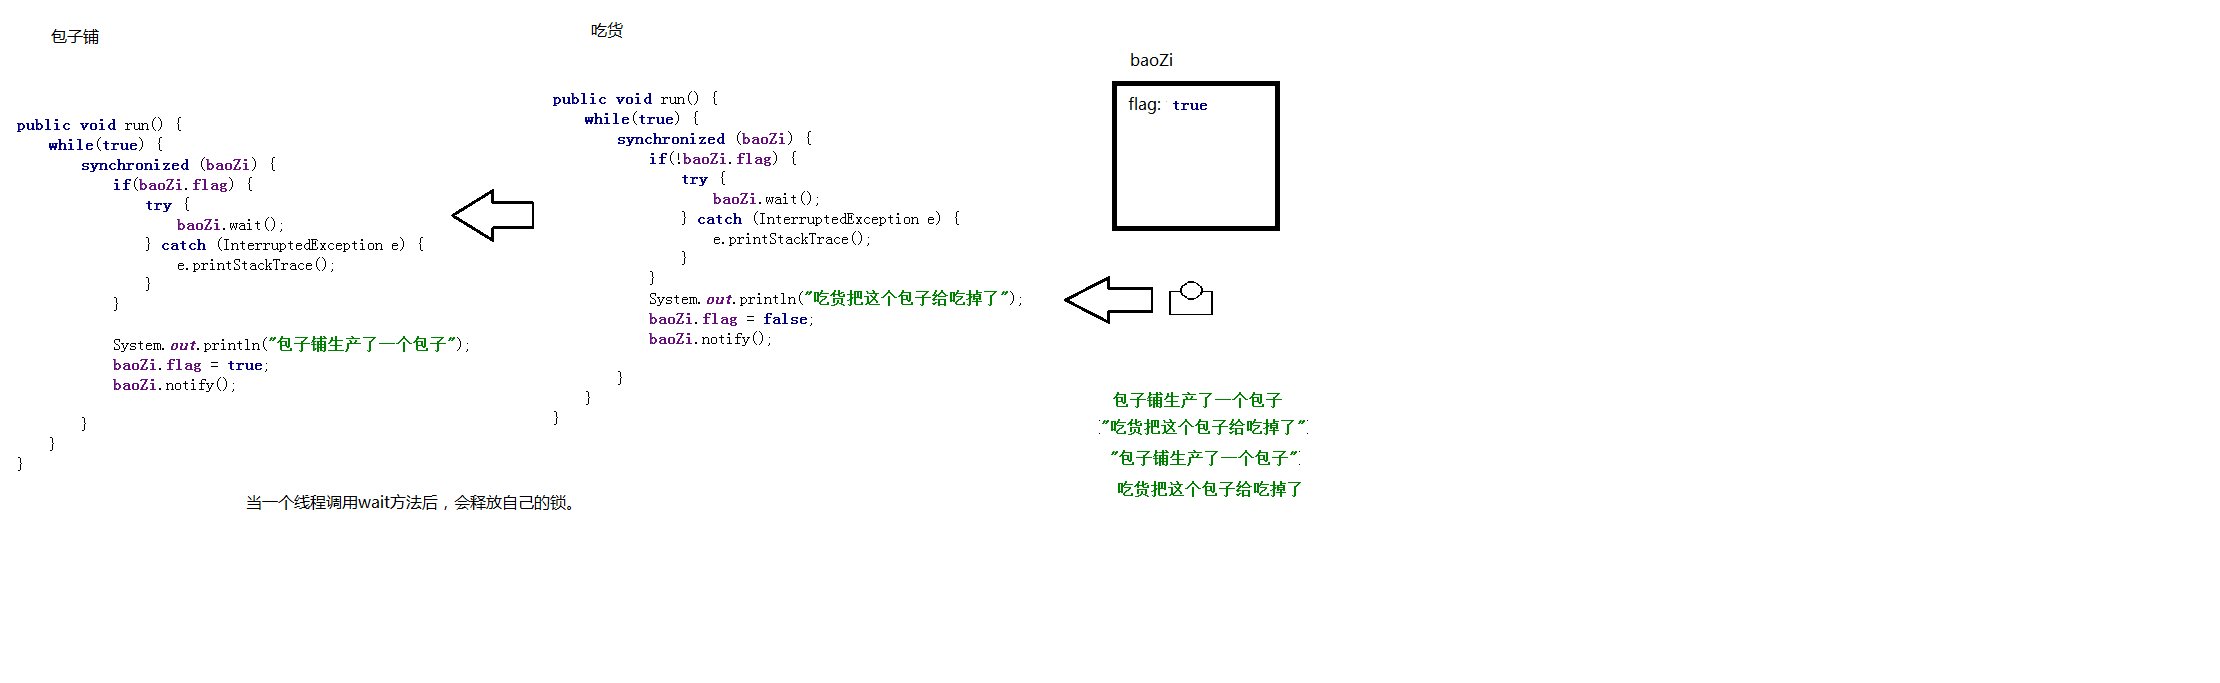 包子铺
public void run() {
while(true) {
synchronized (baoZi) {
if(baoZi.flag) {
try {
baoZi.wait();
} catch (InterruptedException e) {
e.printStackTrace();
}
}
System.out.println("包子铺生产了一个包子");
baoZi.flag = true;
baoZi.notify();
}
}
}
吃货
public void run() {
while(true) {
synchronized (baoZi) {
if(!baoZi.flag) {
try {
baoZi.wait();
} catch (InterruptedException e) {
e.printStackTrace();
}
}
System.out.println("吃货把这个包子给吃掉了");
baoZi.flag = false;
baoZi.notify();
}
}
}
baoZi
flag: true
包子铺生产了一个包子
"吃货把这个包子给吃掉了"
"包子铺生产了一个包子"
吃货把这个包子给吃掉了
当一个线程调用wait方法后，会释放自己的锁。